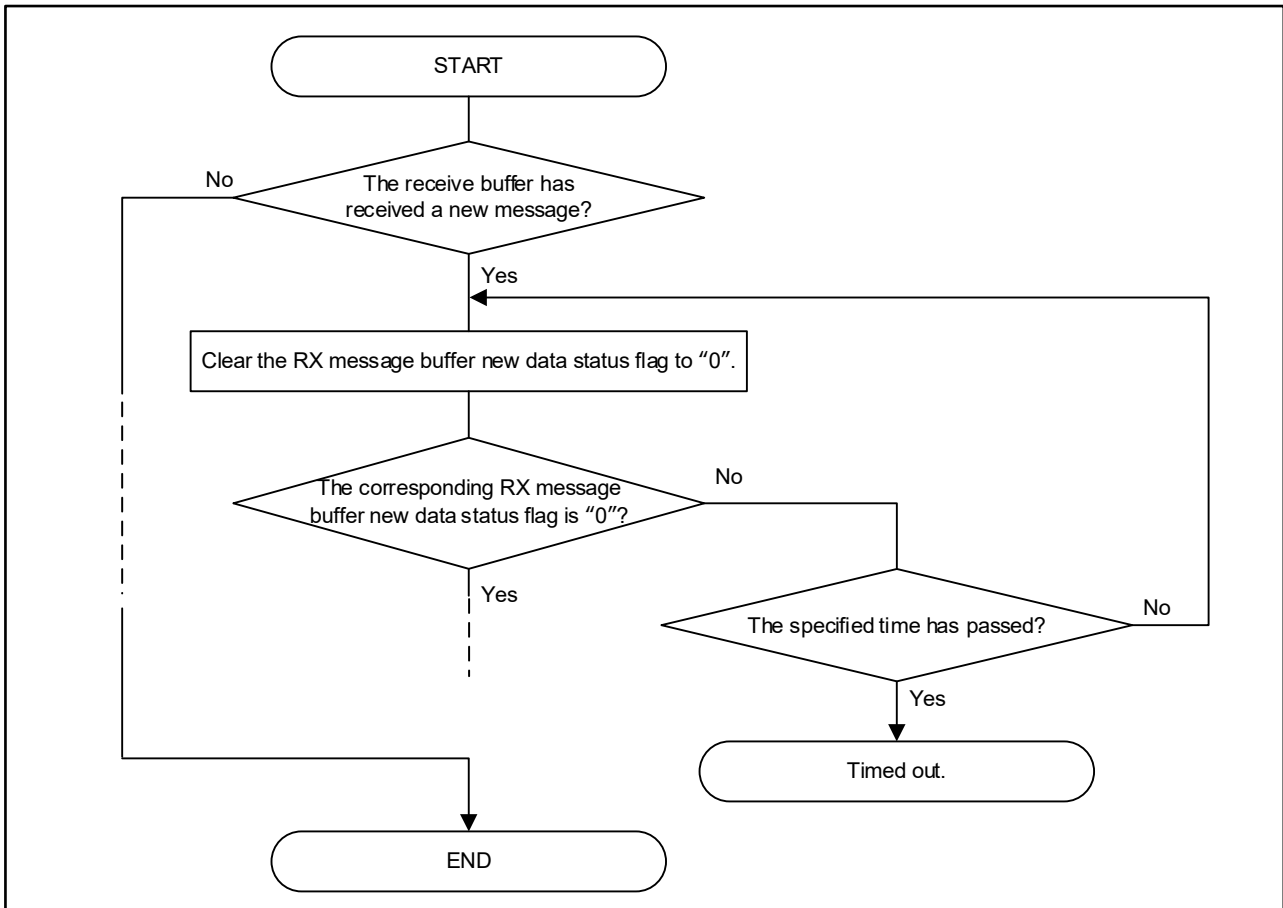 START
No
The receive buffer has
received a new message?
Yes
Clear the RX message buffer new data status flag to “0”.
The corresponding RX message
buffer new data status flag is “0”?
No
Yes
The specified time has passed?
No
Yes
Timed out.
END